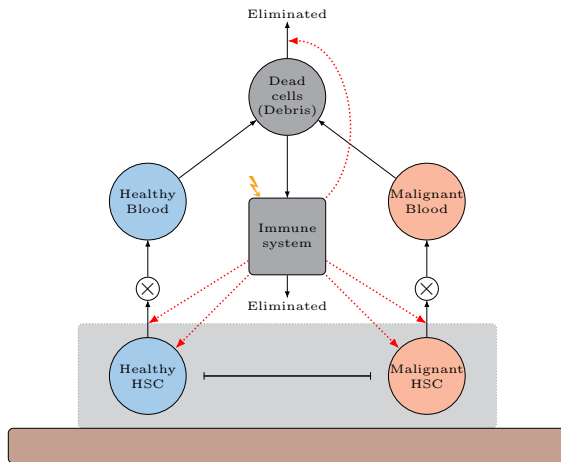 Eliminated
Dead
cells
(Debris)
Healthy
Blood
Malignant
Blood
Immune
system
Eliminated
Healthy
HSC
Malignant
HSC